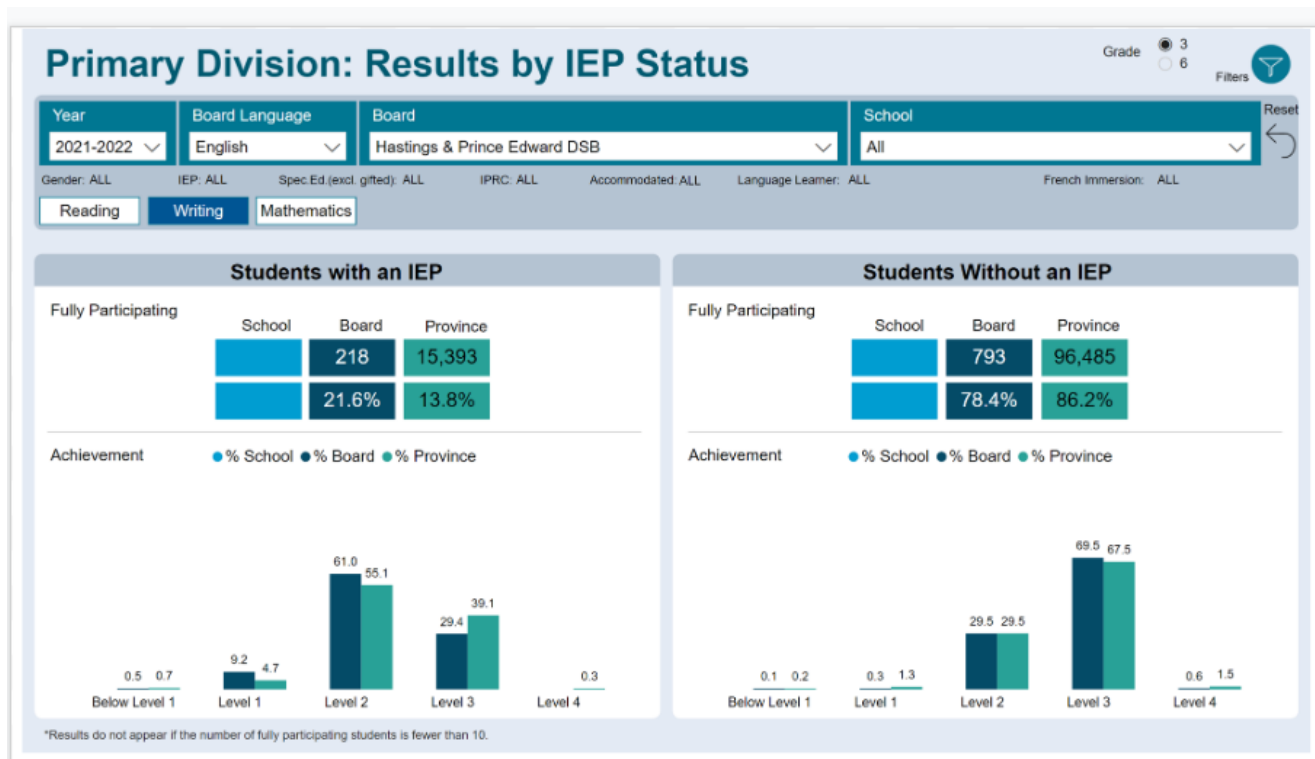 Primary Division: Results by IEP Status
Grade 3
6
Filters
Year Board Language Board School Reset
2021-2022 English Hastings & Prince Edward DSB All
Gender: ALL IEP: ALL Spec.Ed.(excl. gifted): ALL IPRC: ALL Accommodated: ALL Language Learner: ALL French Immersion: ALL
Reading Writing Mathematics
Students with an IEP
Fully Participating
School Board Province
218 15,393
21.6% 13.8%
Achievement % School % Board % Province
61.0 55.1
29.4 39.1
9.2 4.7
0.5 0.7 0.3
Below Level 1 Level 1 Level 2 Level 3 Level 4
Students Without an IEP
Fully Participating
School Board Province
793 96,485
78.4% 86.2%
Achievement % School % Board % Province
69.5 67.5
29.5 29.5
0.1 0.2 0.3 1.3 0.6 1.5
Below Level 1 Level 1 Level 2 Level 3 Level 4
*Results do not appear if the number of fully participating students is fewer than 10.